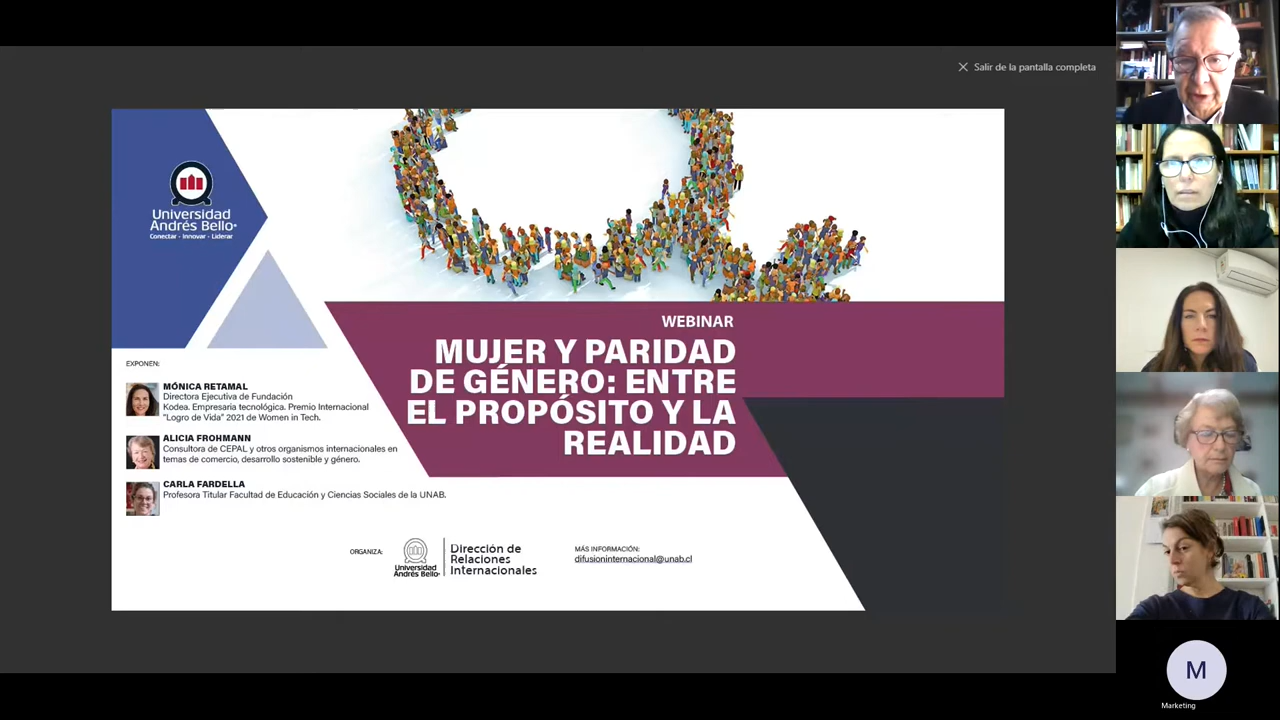 Salir de la pantalla completa
Universidad
Andrés Bello
Conectar - Innovar - Liderar
WEBINAR
MUJER Y PARIDAD
DE GÉNERO: ENTRE
EL PROPÓSITO Y LA
REALIDAD
EXPONEN:
MÓNICA RETAMAL
Directora Ejecutiva de Fundación
Kodea. Empresaria tecnológica. Premio Internacional
"Logro de Vida" 2021 de Women in Tech.
ALICIA FROHMANN
Consultora de CEPAL y otros organismos internacionales en
temas de comercio, desarrollo sostenible y género.
CARLA FARDELLA
Profesora Titular Facultad de Educación y Ciencias Sociales de la UNAB.
ORGANIZA:
Universidad
Andrés Bello
Dirección de
Relaciones
Internacionales
MÁS INFORMACIÓN:
difusioninternacional@unab.cl
M
Marketing